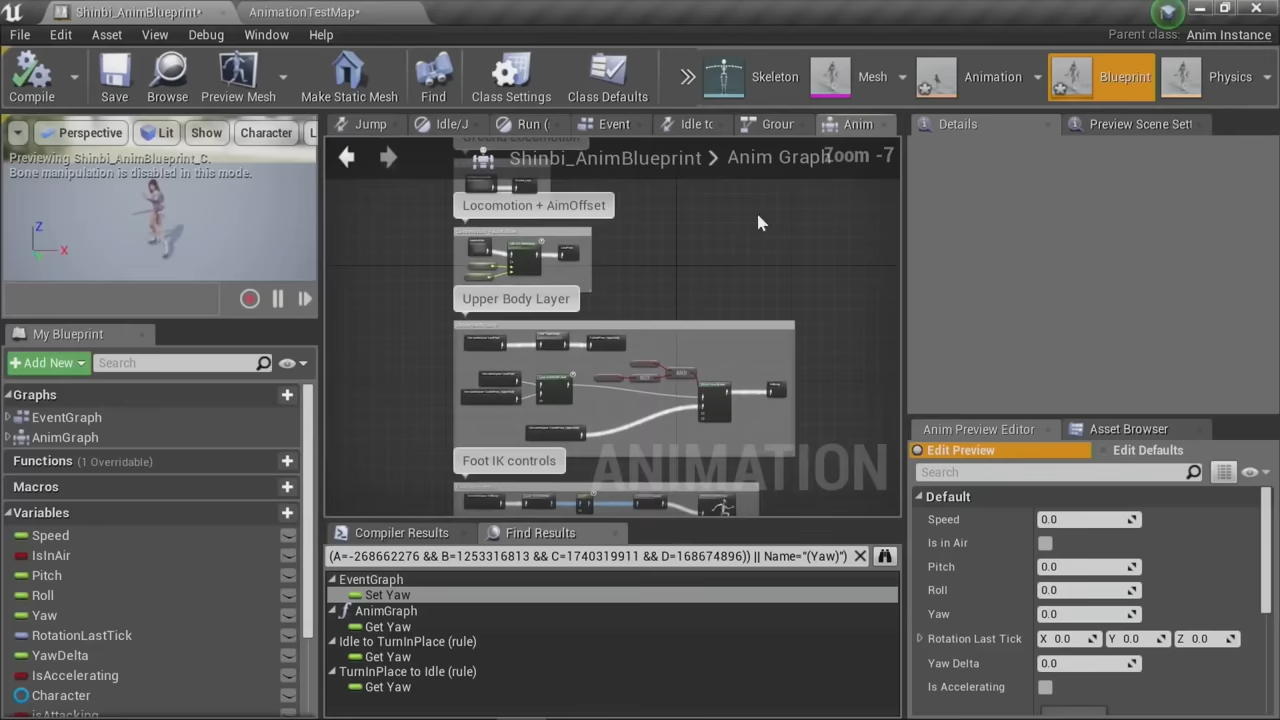 Shinbi_AnimBlueprint*
AnimationTestMap*
File Edit Asset View Debug Window Help
Parent class: Anim Instance
Compile
Save
Browse
Preview Mesh
Make Static Mesh
Find
Class Settings
Class Defaults
Skeleton
Mesh
Animation
Blueprint
Physics
Perspective
Lit
Show
Character
L
Previewing Shinbi_AnimBlueprint_C.
Bone manipulation is disabled in this mode.
Z
X
Jump
Idle/J
Run (
Event
Idle to
Grour
Anim
Shinbi_AnimBlueprint > Anim Graph
Zoom -7
Ground Locomotion
Locomotion + AimOffset
Upper Body Layer
AND
Foot IK controls
ANIMATION
Details
Preview Scene Sett
My Blueprint
Add New
Search
Graphs
EventGraph
AnimGraph
Functions (1 Overridable)
Macros
Variables
Speed
IsInAir
Pitch
Roll
Yaw
RotationLastTick
YawDelta
IsAccelerating
Character
isAttacking
Compiler Results
Find Results
(A=-268662276 && B=1253316813 && C=1740319911 && D=168674896)) || Name="(Yaw)")
EventGraph
Set Yaw
AnimGraph
Get Yaw
Idle to TurnInPlace (rule)
Get Yaw
TurnInPlace to Idle (rule)
Get Yaw
Anim Preview Editor
Asset Browser
Edit Preview
Edit Defaults
Search
Default
Speed 0.0
Is in Air
Pitch 0.0
Roll 0.0
Yaw 0.0
Rotation Last Tick X 0.0 Y 0.0 Z 0.0
Yaw Delta 0.0
Is Accelerating